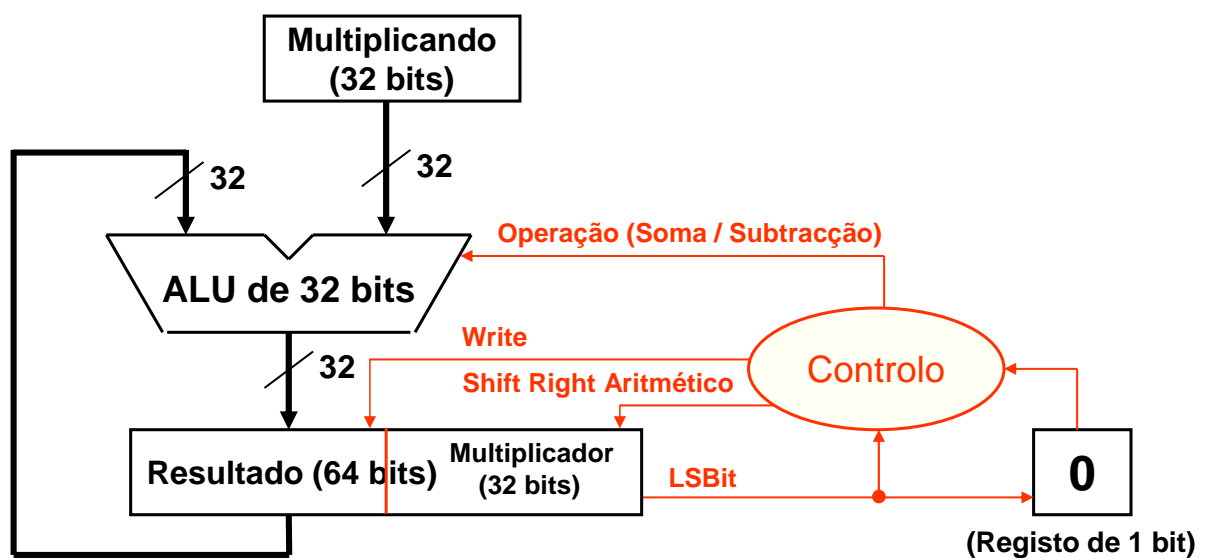 Multiplicando
(32 bits)
32
32
Operação (Soma / Subtracção)
ALU de 32 bits
Write
32
Controlo
Shift Right Aritmético
Resultado (64 bits)
Multiplicador
(32 bits)
LSBit
0
(Registo de 1 bit)